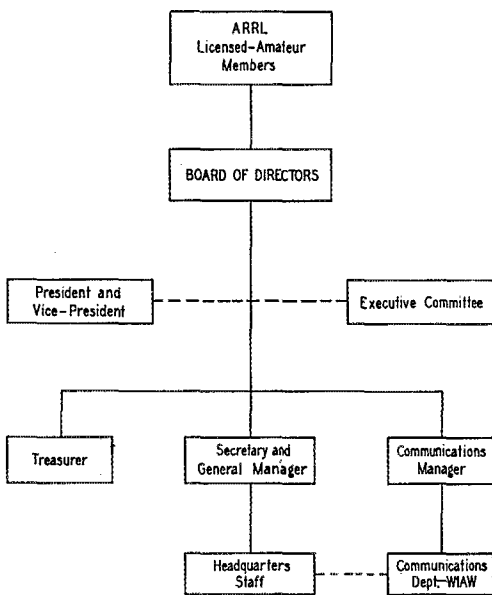 ARRL
Licensed-Amateur
Members
BOARD OF DIRECTORS
President and
Vice-President
Executive Committee
Treasurer
Secretary and
General Manager
Communications
Manager
Headquarters
Staff
Communications
Dept.-W1AW